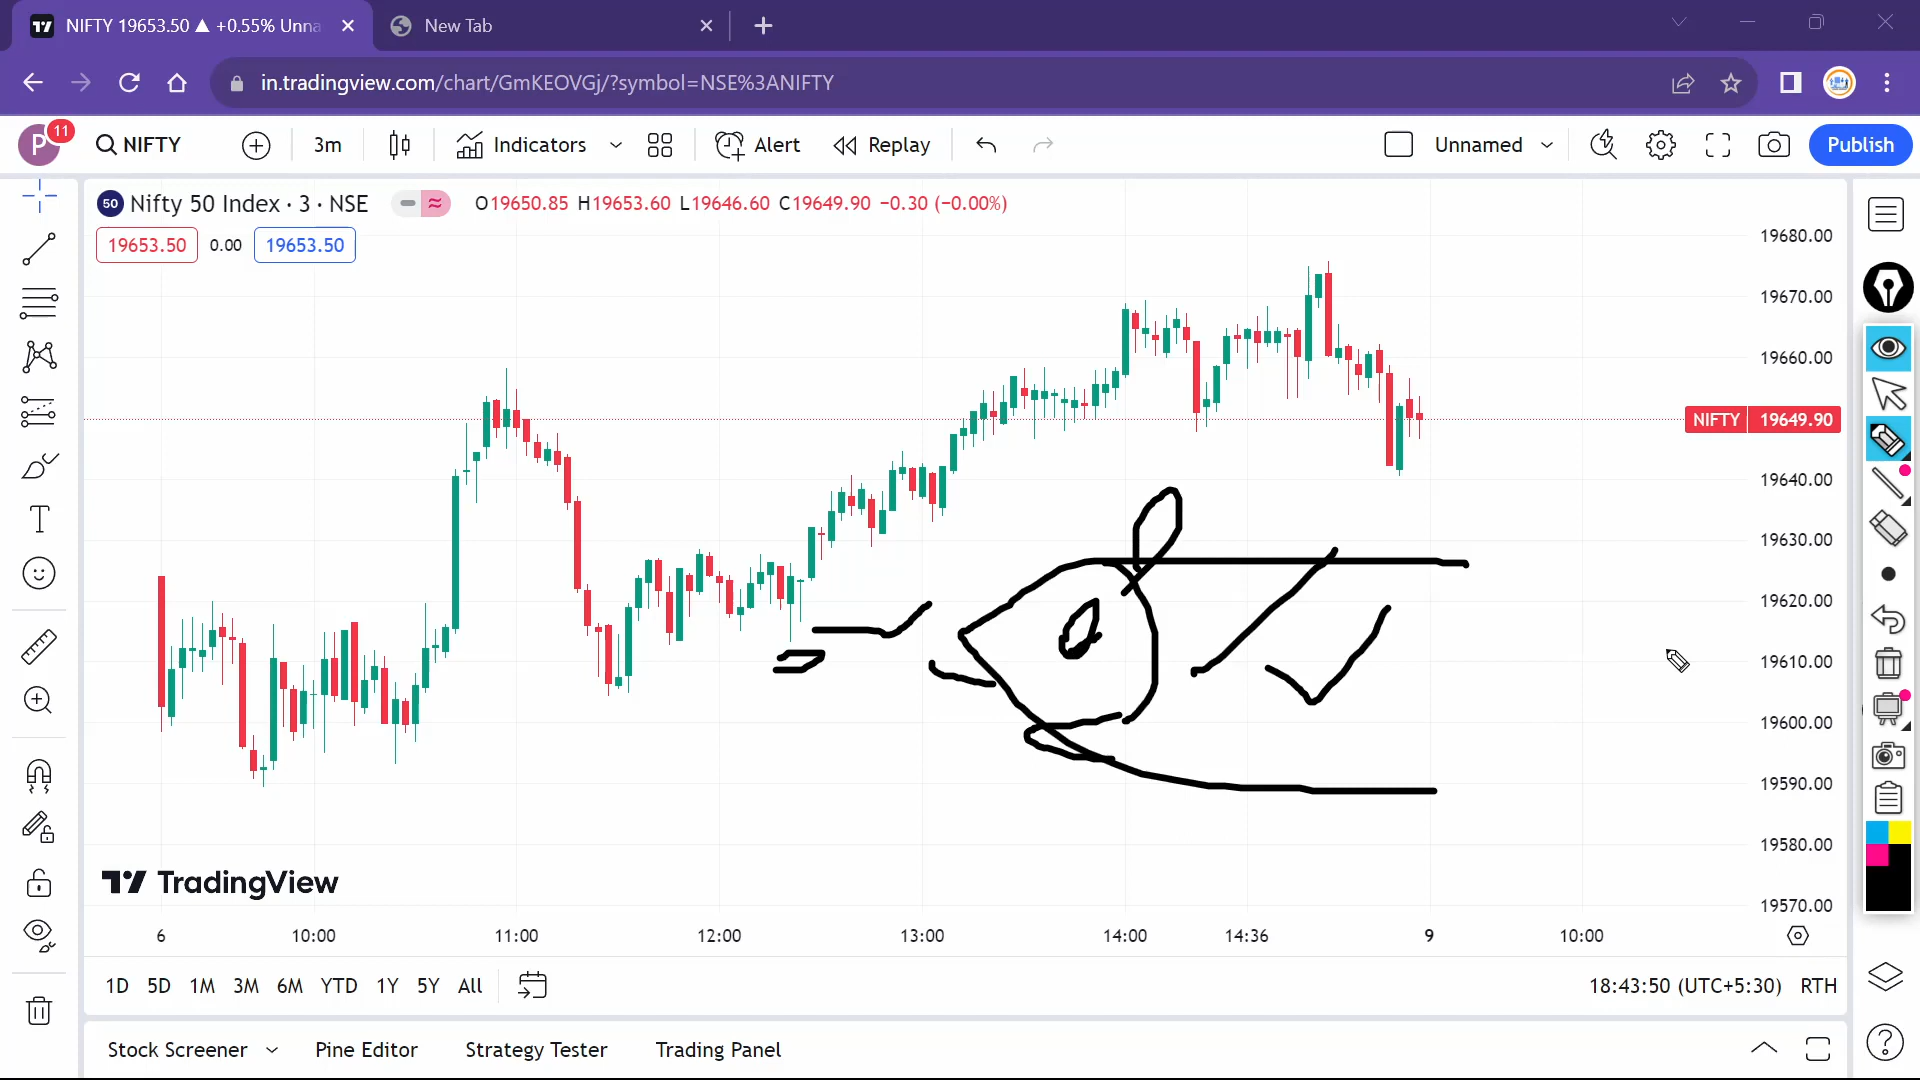 NIFTY 19653.50 ▲ +0.55% Unna
New Tab
in.tradingview.com/chart/GmKEOVGj/?symbol=NSE%3ANIFTY
P 11 NIFTY 3m Indicators Alert Replay Unnamed Publish
50 Nifty 50 Index · 3 · NSE O19650.85 H19653.60 L19646.60 C19649.90 −0.30 (−0.00%)
19653.50 0.00 19653.50
19680.00
19670.00
19660.00
NIFTY 19649.90
19640.00
19630.00
19620.00
19610.00
19600.00
19590.00
19580.00
19570.00
TradingView
6 10:00 11:00 12:00 13:00 14:00 14:36 9 10:00
1D 5D 1M 3M 6M YTD 1Y 5Y All 18:43:50 (UTC+5:30) RTH
Stock Screener Pine Editor Strategy Tester Trading Panel